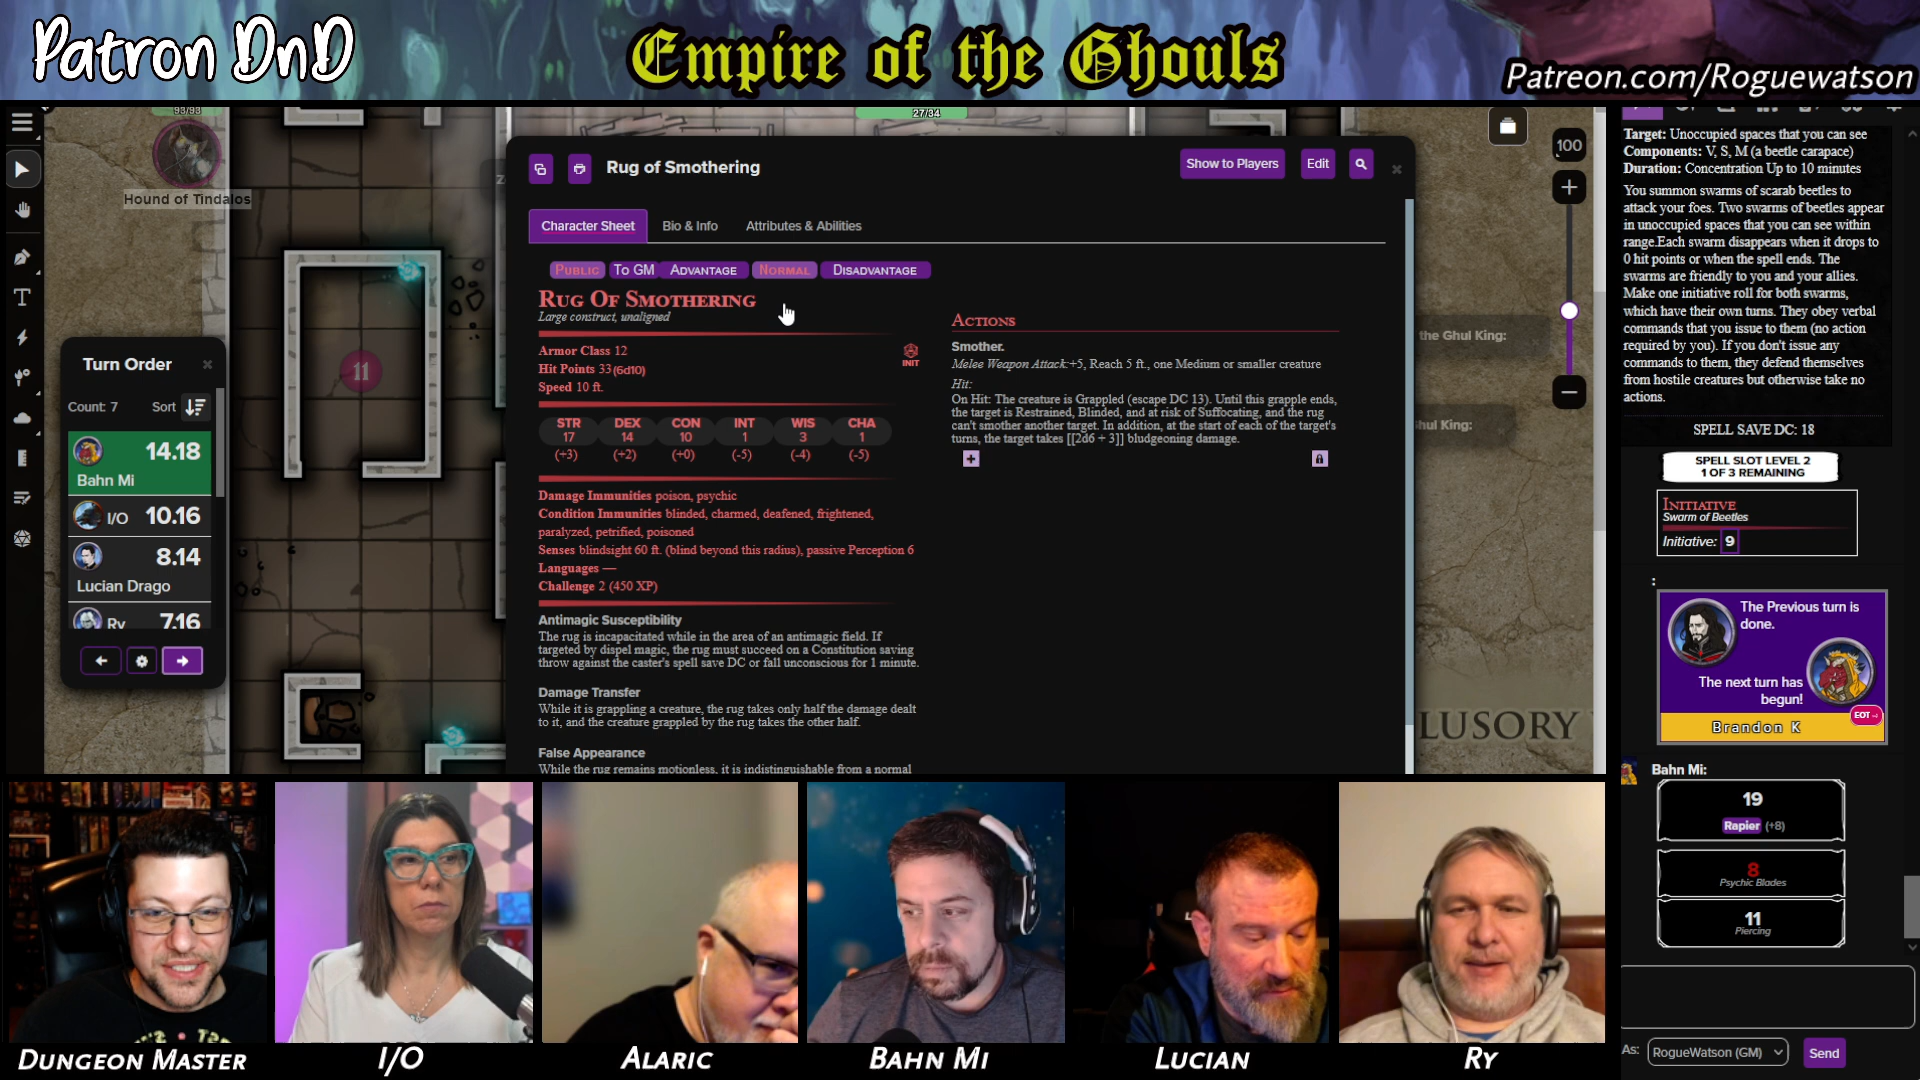 Patron DnD
Empire of the Ghouls
Patreon.com/Roguewatson
93/93
27/34
Hound of Tindalos
11
Turn Order
Count: 7
Sort
14.18
Bahn Mi
I/O
10.16
8.14
Lucian Drago
Ry
7.16
Rug of Smothering
Show to Players
Edit
Character Sheet
Bio & Info
Attributes & Abilities
Public
To GM
Advantage
Normal
Disadvantage
Rug Of Smothering
Large construct, unaligned
Armor Class 12
Hit Points 33 (6d10)
Speed 10 ft.
INIT
STR DEX CON INT WIS CHA
17 14 10 1 3 1
(+3) (+2) (+0) (-5) (-4) (-5)
Damage Immunities poison, psychic
Condition Immunities blinded, charmed, deafened, frightened,
paralyzed, petrified, poisoned
Senses blindsight 60 ft. (blind beyond this radius), passive Perception 6
Languages —
Challenge 2 (450 XP)
Antimagic Susceptibility
The rug is incapacitated while in the area of an antimagic field. If
targeted by dispel magic, the rug must succeed on a Constitution saving
throw against the caster's spell save DC or fall unconscious for 1 minute.
Damage Transfer
While it is grappling a creature, the rug takes only half the damage dealt
to it, and the creature grappled by the rug takes the other half.
False Appearance
While the rug remains motionless, it is indistinguishable from a normal
Actions
Smother.
Melee Weapon Attack:+5, Reach 5 ft., one Medium or smaller creature
Hit:
On Hit: The creature is Grappled (escape DC 13). Until this grapple ends,
the target is Restrained, Blinded, and at risk of Suffocating, and the rug
can't smother another target. In addition, at the start of each of the target's
turns, the target takes [[2d6 + 3]] bludgeoning damage.
100
the Ghul King:
hul King:
LUSORY
Target: Unoccupied spaces that you can see
Components: V, S, M (a beetle carapace)
Duration: Concentration Up to 10 minutes
You summon swarms of scarab beetles to
attack your foes. Two swarms of beetles appear
in unoccupied spaces that you can see within
range.Each swarm disappears when it drops to
0 hit points or when the spell ends. The
swarms are friendly to you and your allies.
Make one initiative roll for both swarms,
which have their own turns. They obey verbal
commands that you issue to them (no action
required by you). If you don't issue any
commands to them, they defend themselves
from hostile creatures but otherwise take no
actions.
SPELL SAVE DC: 18
SPELL SLOT LEVEL 2
1 OF 3 REMAINING
Initiative
Swarm of Beetles
Initiative: 9
:
The Previous turn is
done.
The next turn has
begun!
EOT
Brandon K
Bahn Mi:
19
Rapier (+8)
8
Psychic Blades
11
Piercing
As:
RogueWatson (GM)
Send
Dungeon Master
I/O
Alaric
Bahn Mi
Lucian
Ry